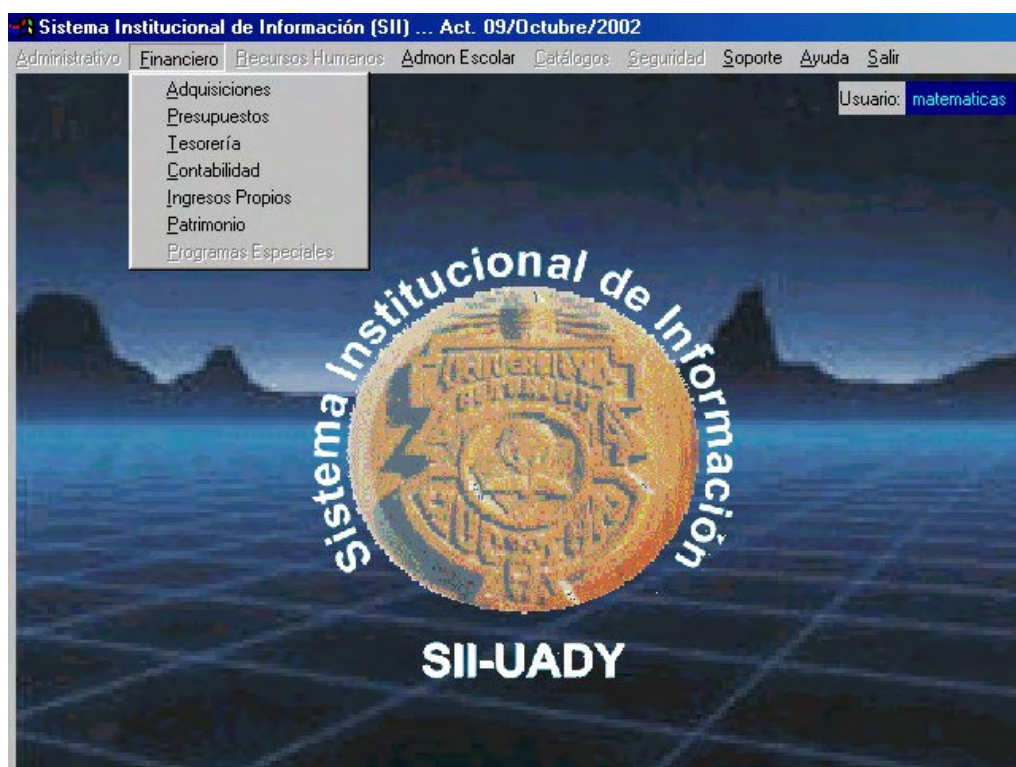 Sistema Institucional de Información (SII) ... Act. 09/Octubre/2002
Administrativo Financiero Recursos Humanos Admon Escolar Catálogos Seguridad Soporte Ayuda Salir
Usuario: matematicas
Adquisiciones
Presupuestos
Tesorería
Contabilidad
Ingresos Propios
Patrimonio
Programas Especiales
Sistema Institucional de Información
SII-UADY